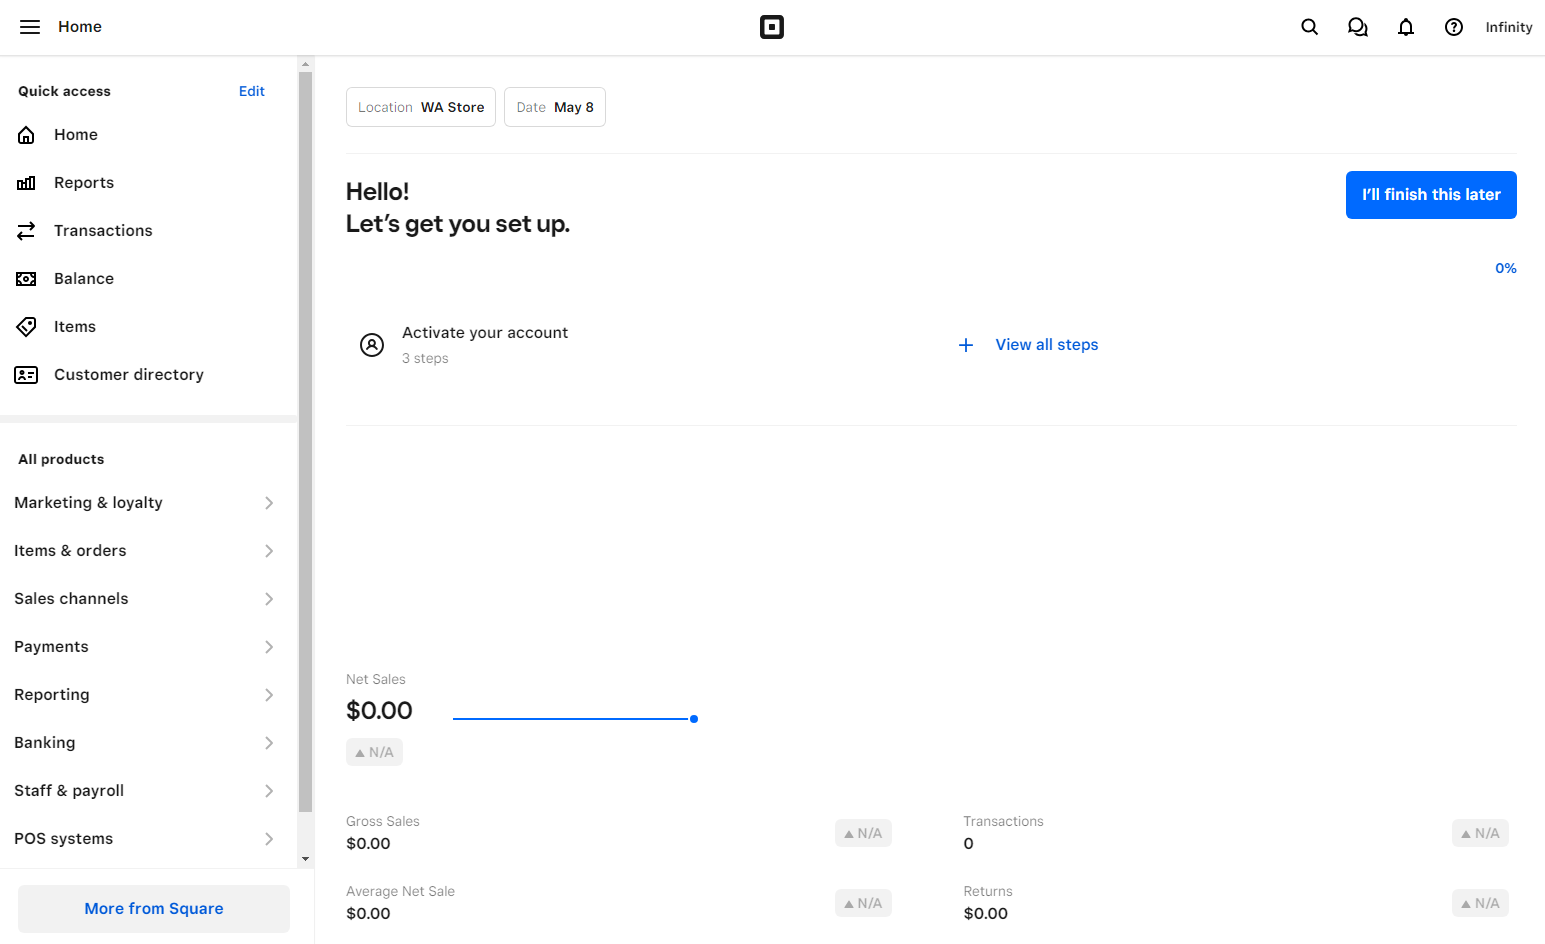 Home
Infinity
Quick access
Edit
Home
Reports
Transactions
Balance
Items
Customer directory
All products
Marketing & loyalty
Items & orders
Sales channels
Payments
Reporting
Banking
Staff & payroll
POS systems
More from Square
Location WA Store
Date May 8
Hello!
Let's get you set up.
I'll finish this later
0%
Activate your account
3 steps
View all steps
Net Sales
$0.00
N/A
Gross Sales
$0.00
N/A
Transactions
0
N/A
Average Net Sale
$0.00
N/A
Returns
$0.00
N/A